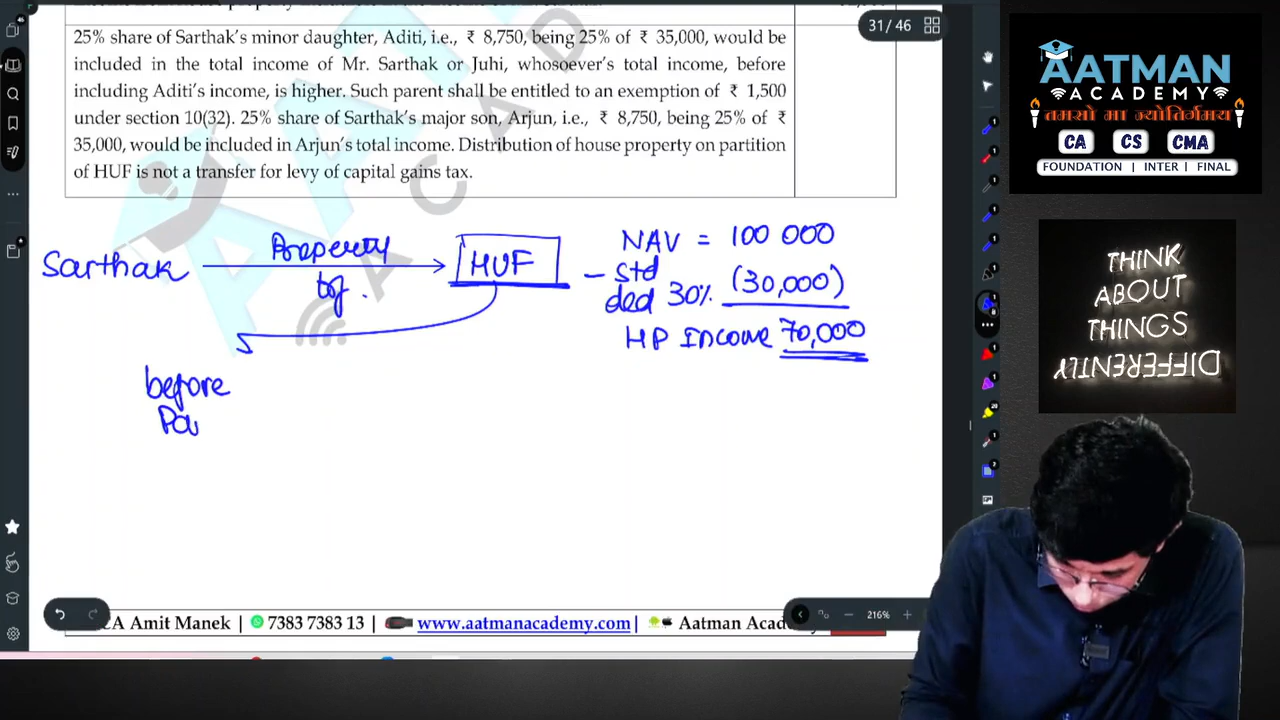 31 / 46
25% share of Sarthak's minor daughter, Aditi, i.e., ₹ 8,750, being 25% of ₹ 35,000, would be
included in the total income of Mr. Sarthak or Juhi, whosoever's total income, before
including Aditi's income, is higher. Such parent shall be entitled to an exemption of ₹ 1,500
under section 10(32). 25% share of Sarthak's major son, Arjun, i.e., ₹ 8,750, being 25% of ₹
35,000, would be included in Arjun's total income. Distribution of house property on partition
of HUF is not a transfer for levy of capital gains tax.
Sarthak
Property
tof.
HUF
NAV = 100 000
- std
ded 30% (30,000)
HP Income 70,000
before
Pa
CA Amit Manek | 7383 7383 13 | www.aatmanacademy.com | Aatman Acad
216%
AATMAN
ACADEMY
तमसो मा ज्योतिर्गमय
CA CS CMA
FOUNDATION | INTER | FINAL
THINK
ABOUT
THINGS
DIFFERENTLY